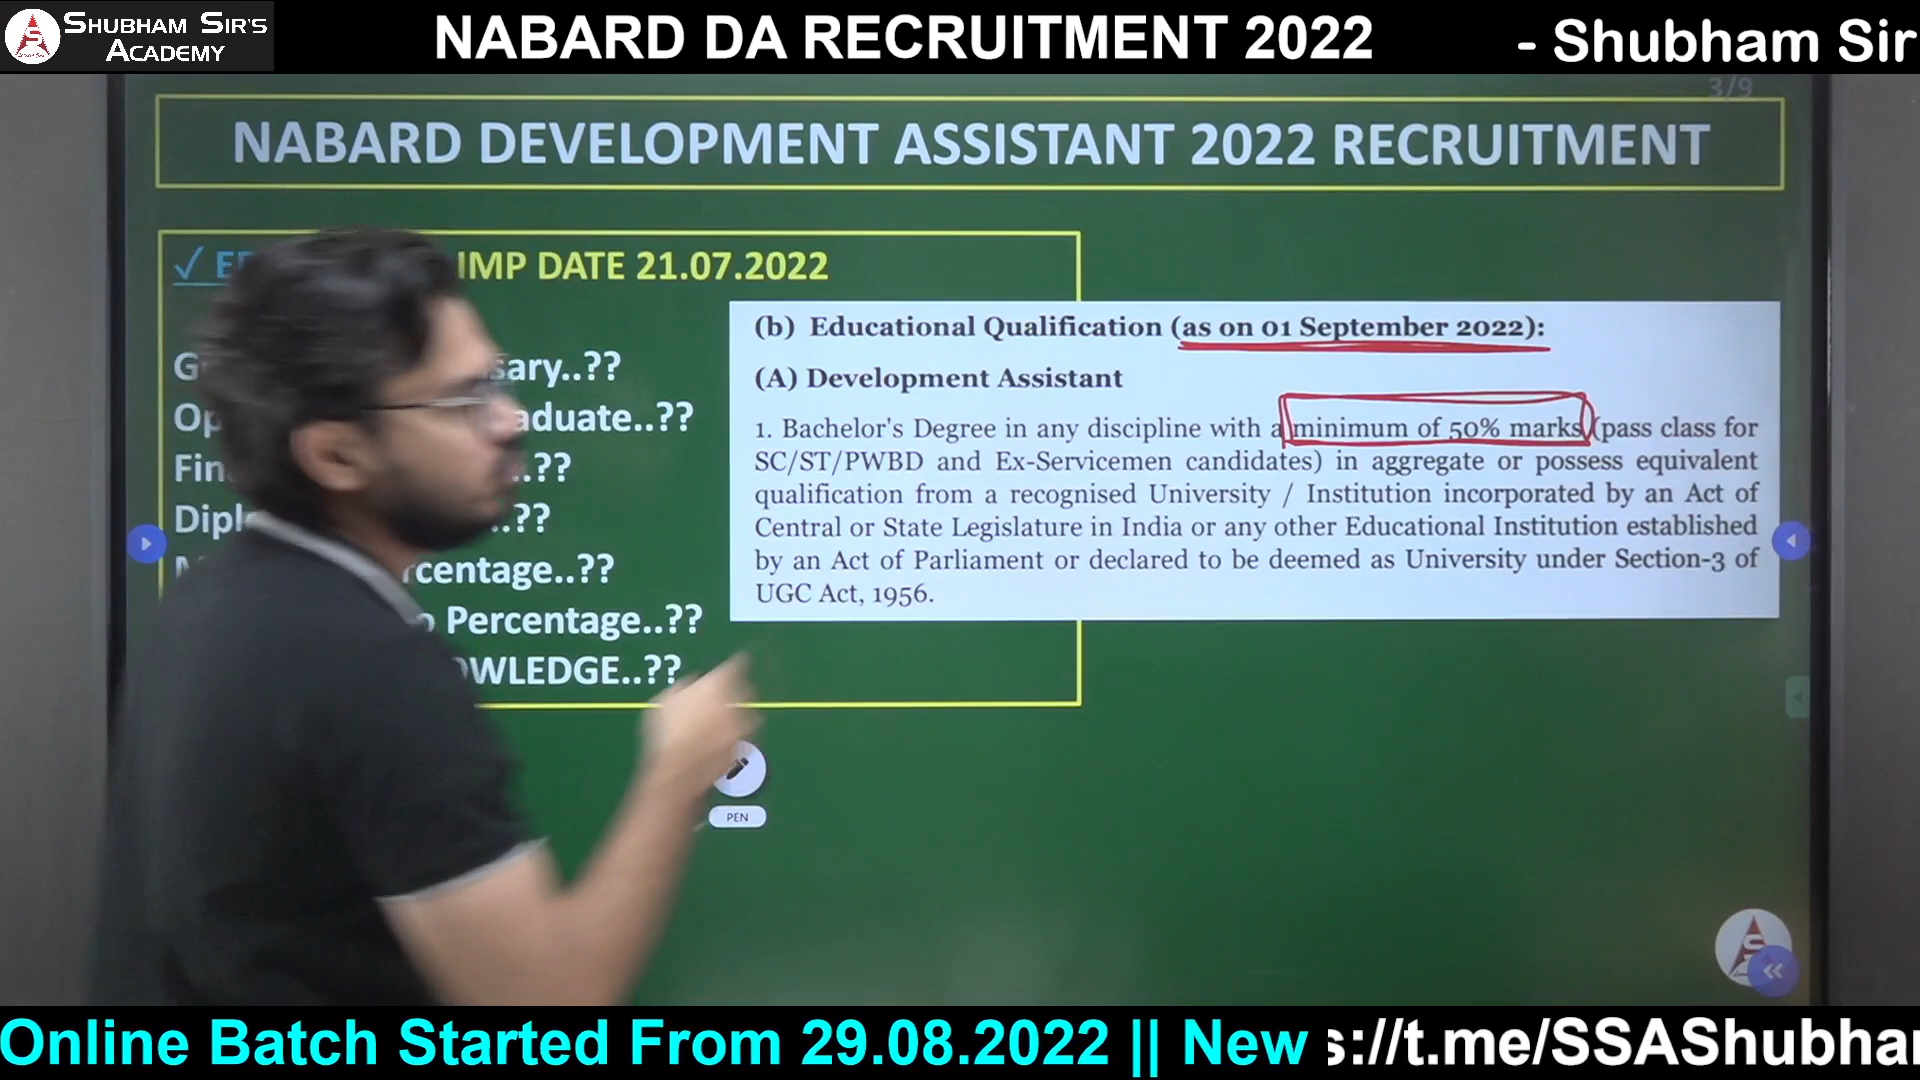 SHUBHAM SIR'S
ACADEMY
NABARD DA RECRUITMENT 2022
- Shubham Sir
3/9
NABARD DEVELOPMENT ASSISTANT 2022 RECRUITMENT
✓ IMP DATE 21.07.2022
..??
..??
..??
..??
..??
Percentage..??
..??
(b) Educational Qualification (as on 01 September 2022):
(A) Development Assistant
1. Bachelor's Degree in any discipline with a minimum of 50% marks (pass class for
SC/ST/PWBD and Ex-Servicemen candidates) in aggregate or possess equivalent
qualification from a recognised University / Institution incorporated by an Act of
Central or State Legislature in India or any other Educational Institution established
by an Act of Parliament or declared to be deemed as University under Section-3 of
UGC Act, 1956.
PEN
Online Batch Started From 29.08.2022 || New
s://t.me/SSAShubham